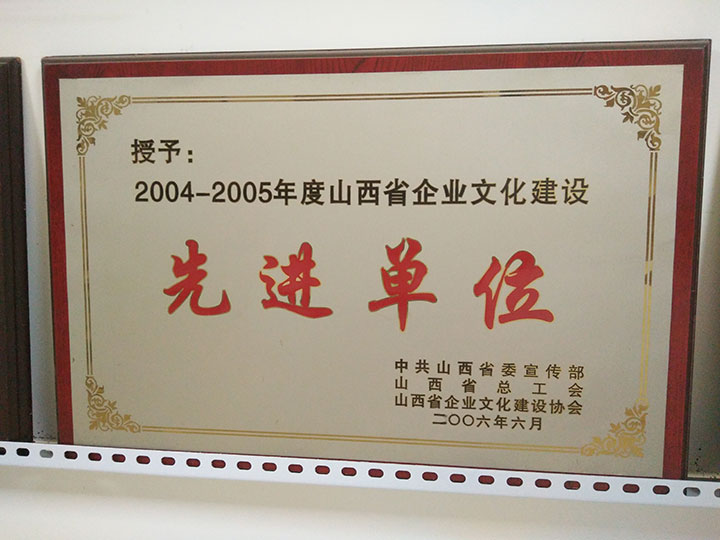 授予：
2004-2005年度山西省企业文化建设
先进单位
中共山西省委宣传部
山西省总工会
山西省企业文化建设协会
二〇〇六年六月